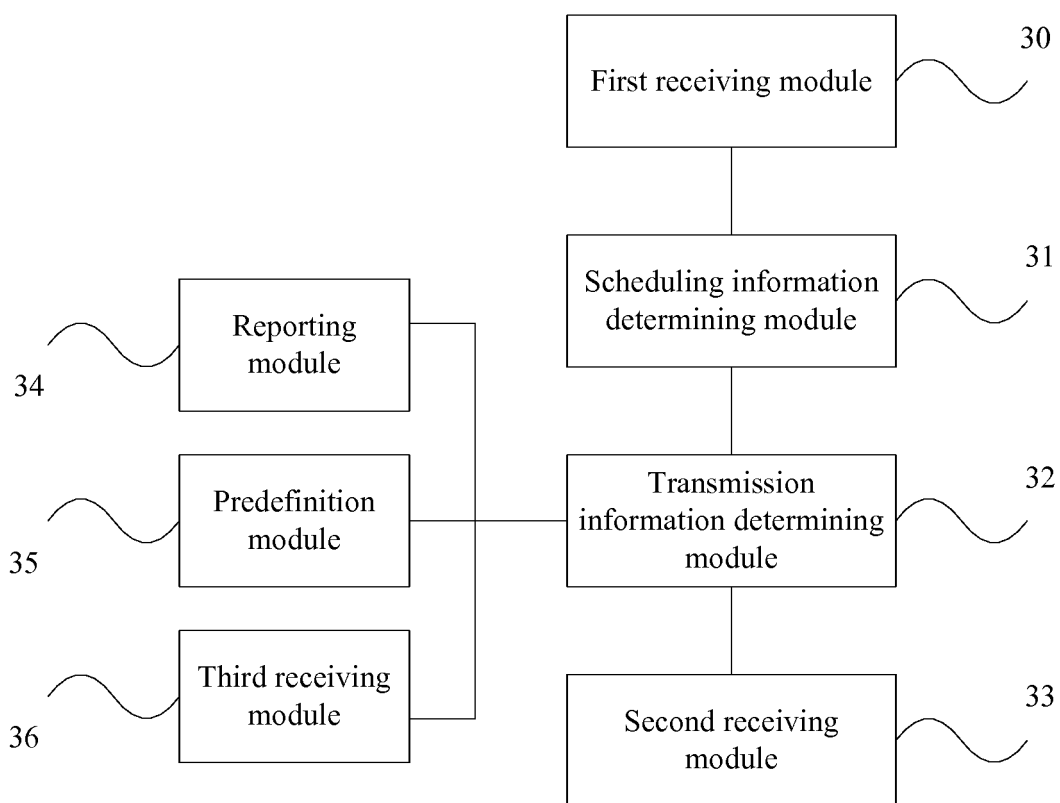 30
First receiving module
31
Scheduling information
determining module
Reporting
module
34
32
Transmission
information determining
module
Predefinition
module
35
Third receiving
module
36
33
Second receiving
module